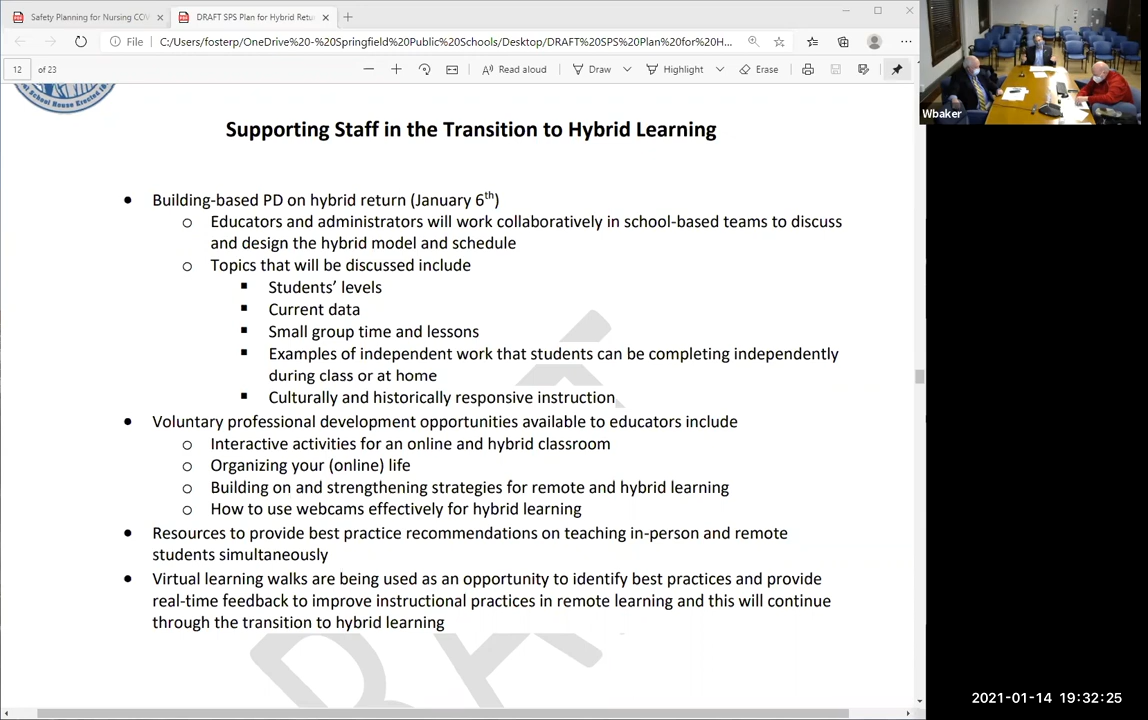 Safety Planning for Nursing COV
DRAFT SPS Plan for Hybrid Retu
File
C:/Users/fosterp/OneDrive%20-%20Springfield%20Public%20Schools/Desktop/DRAFT%20SPS%20Plan%20for%20H...
12 of 23
Read aloud
Draw
Highlight
Erase
Wbaker
School House Erected
Supporting Staff in the Transition to Hybrid Learning
● Building-based PD on hybrid return (January 6th)
○ Educators and administrators will work collaboratively in school-based teams to discuss
and design the hybrid model and schedule
○ Topics that will be discussed include
▪ Students’ levels
▪ Current data
▪ Small group time and lessons
▪ Examples of independent work that students can be completing independently
during class or at home
▪ Culturally and historically responsive instruction
● Voluntary professional development opportunities available to educators include
○ Interactive activities for an online and hybrid classroom
○ Organizing your (online) life
○ Building on and strengthening strategies for remote and hybrid learning
○ How to use webcams effectively for hybrid learning
● Resources to provide best practice recommendations on teaching in-person and remote
students simultaneously
● Virtual learning walks are being used as an opportunity to identify best practices and provide
real-time feedback to improve instructional practices in remote learning and this will continue
through the transition to hybrid learning
2021-01-14 19:32:25